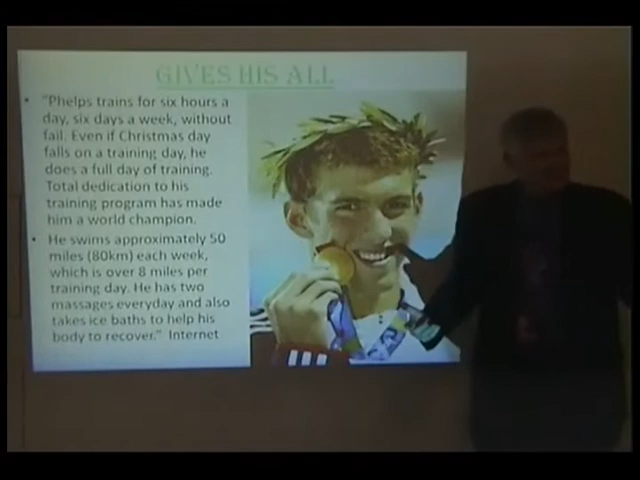 GIVES HIS ALL
• "Phelps trains for six hours a
day, six days a week, without
fail. Even if Christmas day
falls on a training day, he
does a full day of training.
Total dedication to his
training program has made
him a world champion.
• He swims approximately 50
miles (80km) each week,
which is over 8 miles per
training day. He has two
massages everyday and also
takes ice baths to help his
body to recover." Internet